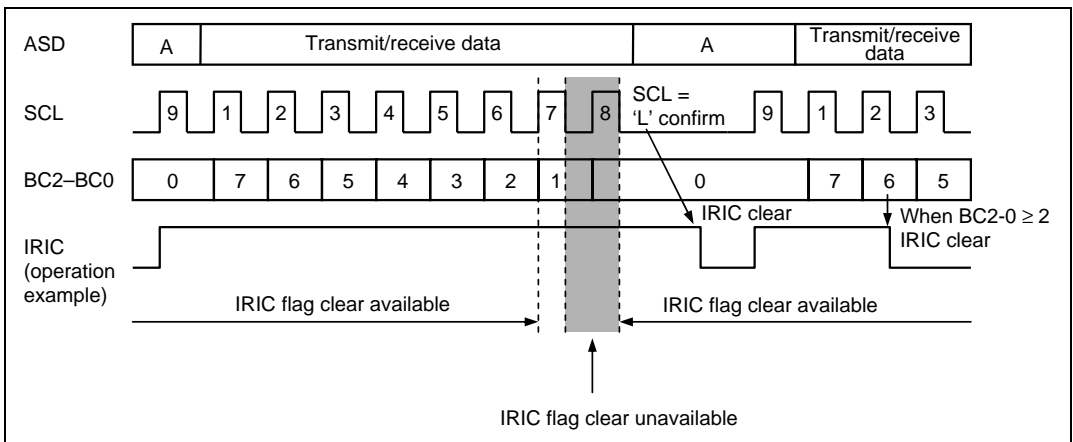 ASD A Transmit/receive data A Transmit/receive
data
SCL 9 1 2 3 4 5 6 7 8 SCL =
‘L’ confirm 9 1 2 3
BC2–BC0 0 7 6 5 4 3 2 1 0 7 6 5
IRIC
(operation
example)
IRIC clear
When BC2-0 ≥ 2
IRIC clear
IRIC flag clear available
IRIC flag clear available
IRIC flag clear unavailable